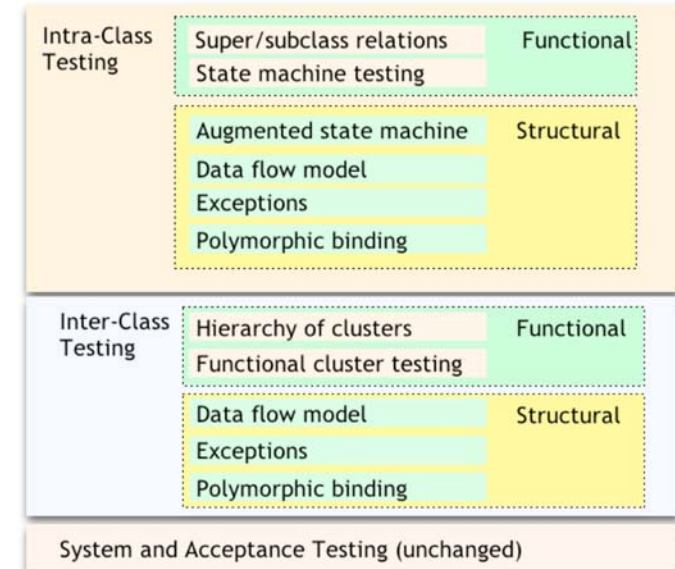 Intra-Class
Testing
Super/subclass relations
Functional
State machine testing
Augmented state machine
Structural
Data flow model
Exceptions
Polymorphic binding
Inter-Class
Testing
Hierarchy of clusters
Functional
Functional cluster testing
Data flow model
Structural
Exceptions
Polymorphic binding
System and Acceptance Testing (unchanged)